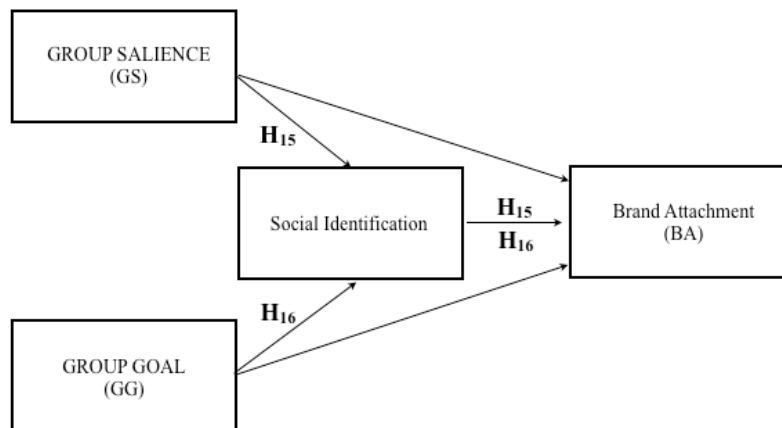 GROUP SALIENCE
(GS)
H15
Social Identification
H15
H16
Brand Attachment
(BA)
H16
GROUP GOAL
(GG)